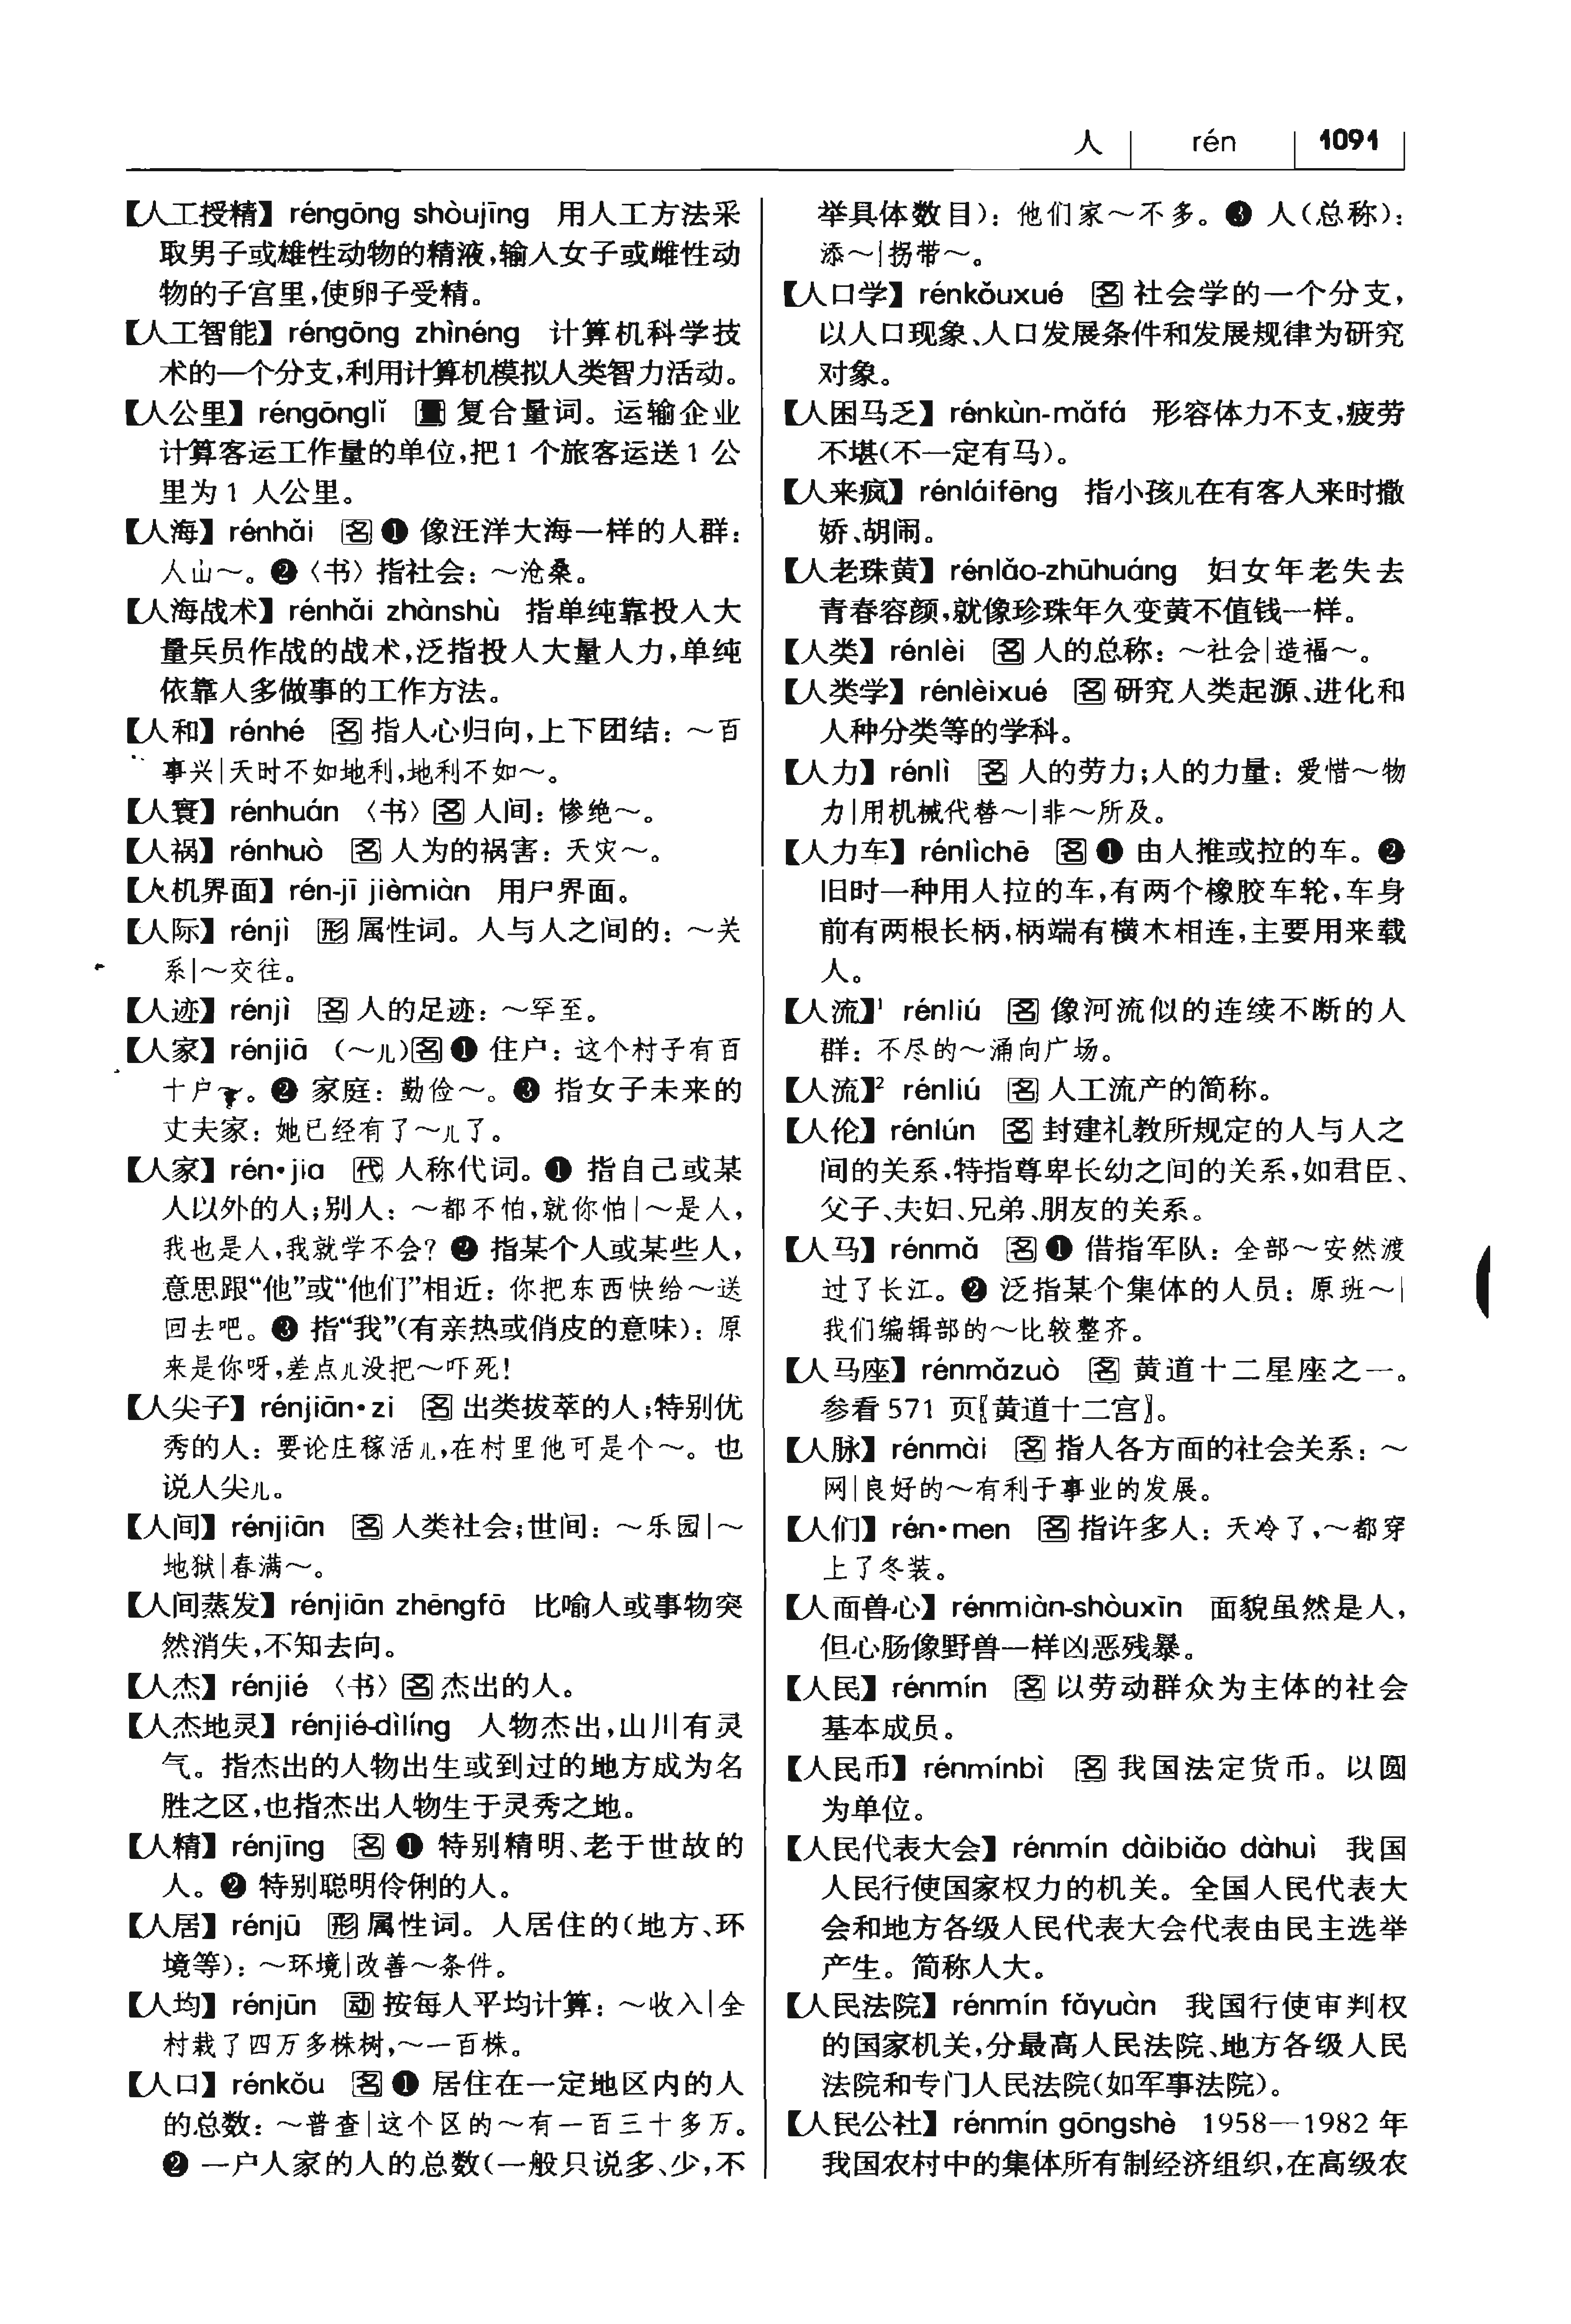 人 rén 1091
【人工授精】 réngōng shòujīng 用人工方法采
取男子或雄性动物的精液,输入女子或雌性动
物的子宫里,使卵子受精。
【人工智能】 réngōng zhìnéng 计算机科学技
术的一个分支,利用计算机模拟人类智力活动。
【人公里】 réngōnglǐ 量 复合量词。运输企业
计算客运工作量的单位,把1个旅客运送1公
里为1人公里。
【人海】 rénhǎi 名 ❶ 像汪洋大海一样的人群:
人山~。❷〈书〉指社会:~沧桑。
【人海战术】 rénhǎi zhànshù 指单纯靠投入大
量兵员作战的战术,泛指投入大量人力,单纯
依靠人多做事的工作方法。
【人和】 rénhé 名 指人心归向,上下团结:~百
事兴|天时不如地利,地利不如~。
【人寰】 rénhuán 〈书〉名 人间:惨绝~。
【人祸】 rénhuò 名 人为的祸害:天灾~。
【人机界面】 rén-jī jièmiàn 用户界面。
【人际】 rénjì 形 属性词。人与人之间的:~关
系|~交往。
【人迹】 rénjì 名 人的足迹:~罕至。
【人家】 rénjiā (~儿)名 ❶ 住户:这个村子有百
十户~。❷ 家庭:勤俭~。❸ 指女子未来的
丈夫家:她已经有了~儿了。
【人家】 rén·jia 代 人称代词。❶ 指自己或某
人以外的人;别人:~都不怕,就你怕|~是人,
我也是人,我就学不会?❷ 指某个人或某些人,
意思跟“他”或“他们”相近:你把东西快给~送
回去吧。❸ 指“我”(有亲热或俏皮的意味):原
来是你呀,差点儿没把~吓死!
【人尖子】 rénjiān·zi 名 出类拔萃的人;特别优
秀的人:要论庄稼活儿,在村里他可是个~。也
说人尖儿。
【人间】 rénjiān 名 人类社会;世间:~乐园|~
地狱|春满~。
【人间蒸发】 rénjiān zhēngfā 比喻人或事物突
然消失,不知去向。
【人杰】 rénjié 〈书〉名 杰出的人。
【人杰地灵】 rénjié-dìlíng 人物杰出,山川有灵
气。指杰出的人物出生或到过的地方成为名
胜之区,也指杰出人物生于灵秀之地。
【人精】 rénjīng 名 ❶ 特别精明、老于世故的
人。❷ 特别聪明伶俐的人。
【人居】 rénjū 形 属性词。人居住的(地方、环
境等):~环境|改善~条件。
【人均】 rénjūn 动 按每人平均计算:~收入|全
村栽了四万多株树,~一百株。
【人口】 rénkǒu 名 ❶ 居住在一定地区内的人
的总数:~普查|这个区的~有一百三十多万。
❷ 一户人家的人的总数(一般只说多、少,不
举具体数目):他们家~不多。❸ 人(总称):
添~|拐带~。
【人口学】 rénkǒuxué 名 社会学的一个分支,
以人口现象、人口发展条件和发展规律为研究
对象。
【人困马乏】 rénkùn-mǎfá 形容体力不支,疲劳
不堪(不一定有马)。
【人来疯】 rénláifēng 指小孩儿在有客人来时撒
娇、胡闹。
【人老珠黄】 rénlǎo-zhūhuáng 妇女年老失去
青春容颜,就像珍珠年久变黄不值钱一样。
【人类】 rénlèi 名 人的总称:~社会|造福~。
【人类学】 rénlèixué 名 研究人类起源、进化和
人种分类等的学科。
【人力】 rénlì 名 人的劳力;人的力量:爱惜~物
力|用机械代替~|非~所及。
【人力车】 rénlìchē 名 ❶ 由人推或拉的车。❷
旧时一种用人拉的车,有两个橡胶车轮,车身
前有两根长柄,柄端有横木相连,主要用来载
人。
【人流】¹ rénliú 名 像河流似的连续不断的人
群:不尽的~涌向广场。
【人流】² rénliú 名 人工流产的简称。
【人伦】 rénlún 名 封建礼教所规定的人与人之
间的关系,特指尊卑长幼之间的关系,如君臣、
父子、夫妇、兄弟、朋友的关系。
【人马】 rénmǎ 名 ❶ 借指军队:全部~安然渡
过了长江。❷ 泛指某个集体的人员:原班~|
我们编辑部的~比较整齐。
【人马座】 rénmǎzuò 名 黄道十二星座之一。
参看571页〖黄道十二宫〗。
【人脉】 rénmài 名 指人各方面的社会关系:~
网|良好的~有利于事业的发展。
【人们】 rén·men 名 指许多人:天冷了,~都穿
上了冬装。
【人面兽心】 rénmiàn-shòuxīn 面貌虽然是人,
但心肠像野兽一样凶恶残暴。
【人民】 rénmín 名 以劳动群众为主体的社会
基本成员。
【人民币】 rénmínbì 名 我国法定货币。以圆
为单位。
【人民代表大会】 rénmín dàibiǎo dàhuì 我国
人民行使国家权力的机关。全国人民代表大
会和地方各级人民代表大会代表由民主选举
产生。简称人大。
【人民法院】 rénmín fǎyuàn 我国行使审判权
的国家机关,分最高人民法院、地方各级人民
法院和专门人民法院(如军事法院)。
【人民公社】 rénmín gōngshè 1958—1982年
我国农村中的集体所有制经济组织,在高级农